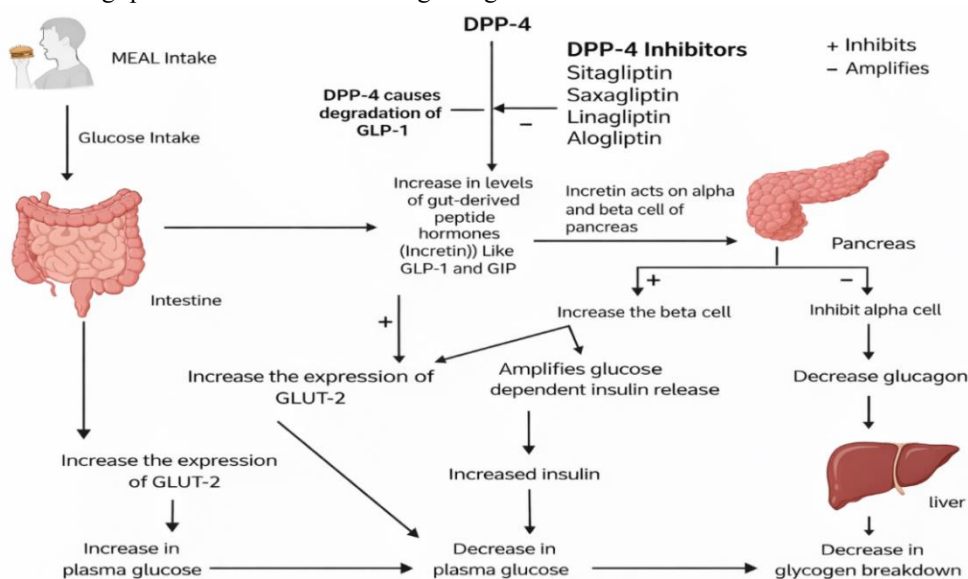 DPP-4
MEAL Intake
DPP-4 Inhibitors
Sitagliptin
Saxagliptin
Linagliptin
Alogliptin
+ Inhibits
− Amplifies
DPP-4 causes
degradation of
GLP-1
−
Glucose Intake
Increase in levels
of gut-derived
peptide
hormones
(Incretin)) Like
GLP-1 and GIP
Incretin acts on alpha
and beta cell of
pancreas
Pancreas
Intestine
+
+
−
Increase the beta cell
Inhibit alpha cell
Increase the expression of
GLUT-2
Amplifies glucose
dependent insulin release
Decrease glucagon
Increase the expression
of GLUT-2
Increased insulin
liver
Increase in
plasma glucose
Decrease in
plasma glucose
Decrease in
glycogen breakdown